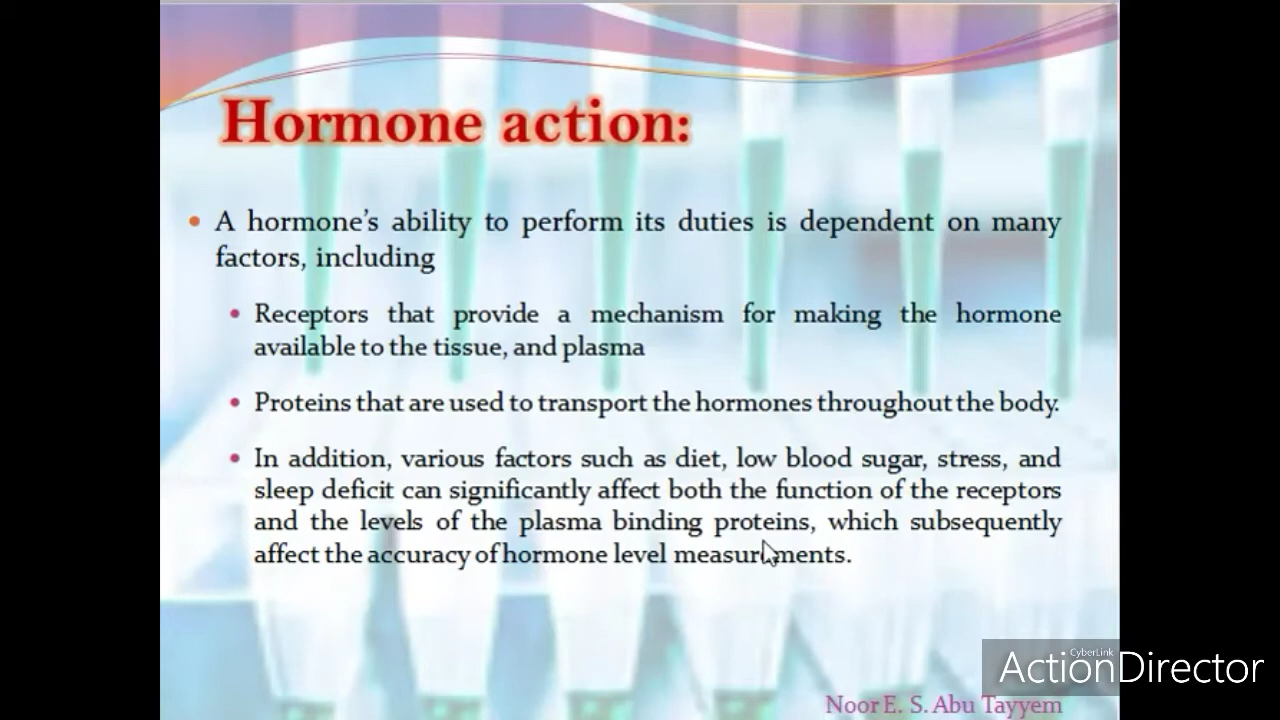 Hormone action:
A hormone's ability to perform its duties is dependent on many
factors, including
Receptors that provide a mechanism for making the hormone
available to the tissue, and plasma
Proteins that are used to transport the hormones throughout the body.
In addition, various factors such as diet, low blood sugar, stress, and
sleep deficit can significantly affect both the function of the receptors
and the levels of the plasma binding proteins, which subsequently
affect the accuracy of hormone level measurements.
CyberLink
ActionDirector
Noor E. S. Abu Tayyem